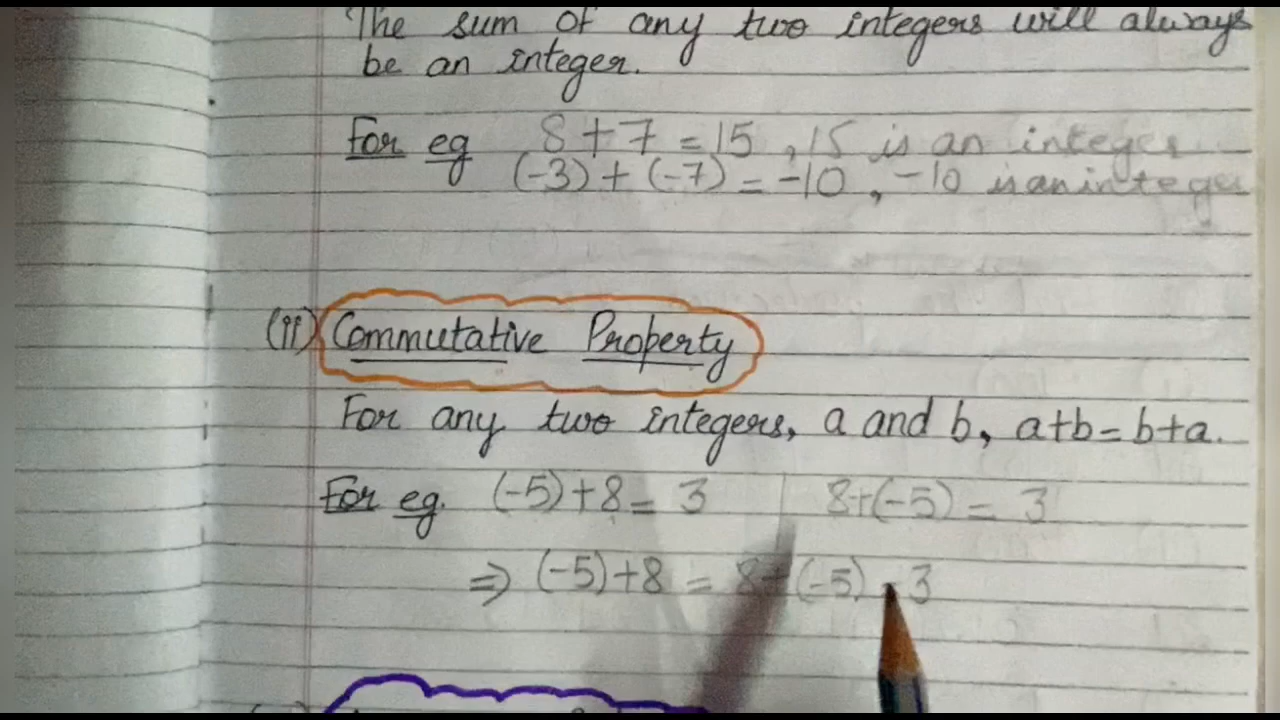 The sum of any two integers will always
be an integer.
For eg 8+7 = 15 , 15 is an integer
(-3) + (-7) = -10 , -10 is an integer
(ii) Commutative Property
For any two integers, a and b, a+b = b+a.
For eg. (-5)+8 = 3 | 8+(-5) = 3
⇒ (-5)+8 = 8+(-5) = 3